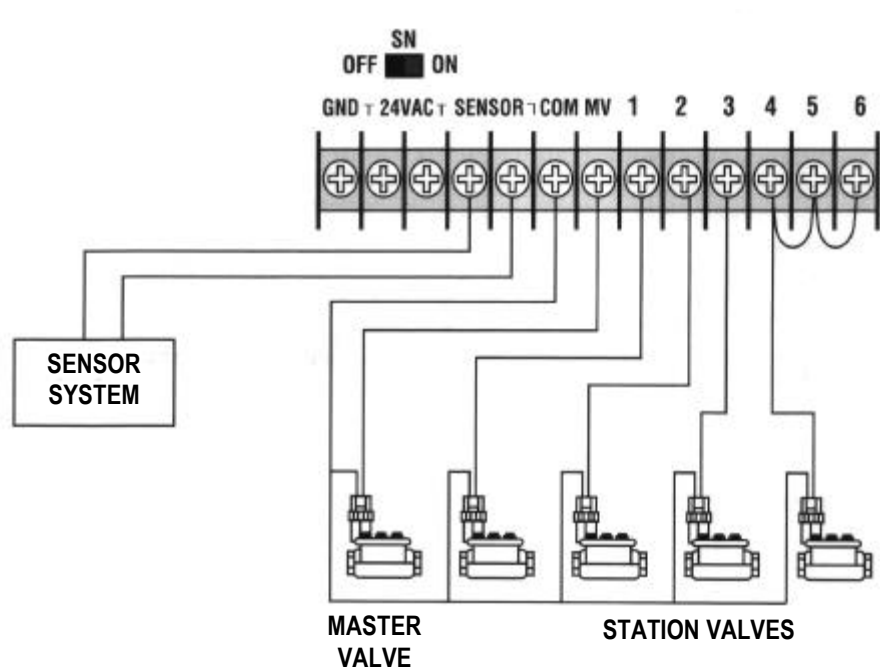 SN
OFF ON
GND 24VAC SENSOR COM MV 1 2 3 4 5 6
SENSOR
SYSTEM
MASTER
VALVE
STATION VALVES